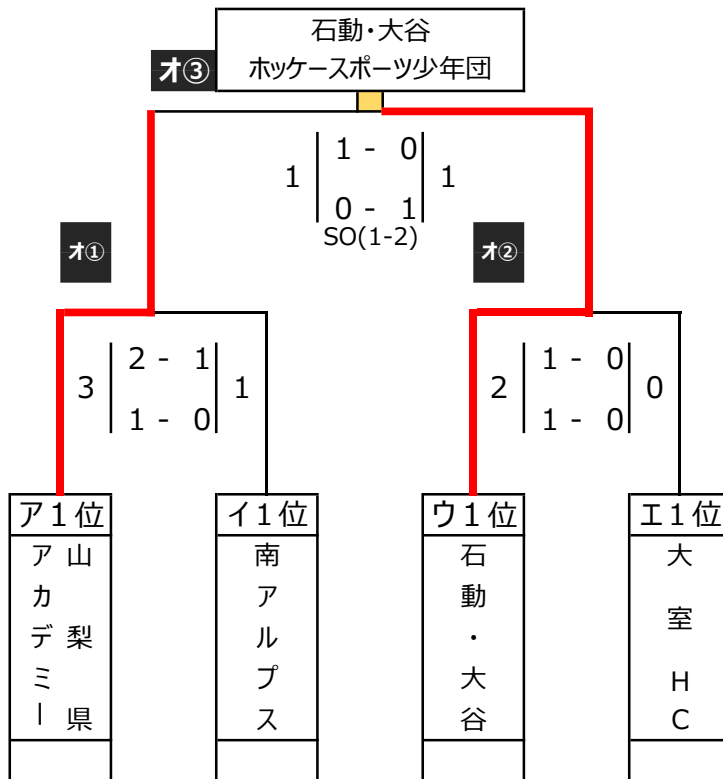 石動・大谷
ホッケースポーツ少年団
オ③
1 - 0
1 1
0 - 1
SO(1-2)
オ①
オ②
2 - 1
3 1
1 - 0
1 - 0
2 0
1 - 0
ア1位
イ1位
ウ1位
エ1位
山梨県
アカデミー
南アルプス
石動・大谷
大室HC